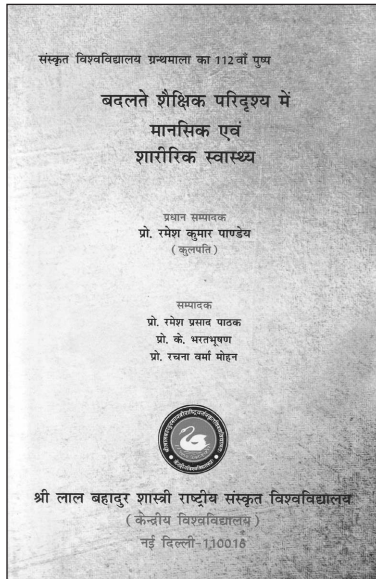 संस्कृत विश्वविद्यालय ग्रन्थमाला का 112वाँ पुष्प
बदलते शैक्षिक परिदृश्य में
मानसिक एवं
शारीरिक स्वास्थ्य
प्रधान सम्पादक
प्रो. रमेश कुमार पाण्डेय
(कुलपति)
सम्पादक
प्रो. रमेश प्रसाद पाठक
प्रो. के. भरतभूषण
प्रो. रचना वर्मा मोहन
श्री लाल बहादुर शास्त्री राष्ट्रीय संस्कृत विश्वविद्यालय
(केन्द्रीय विश्वविद्यालय)
नई दिल्ली-110016